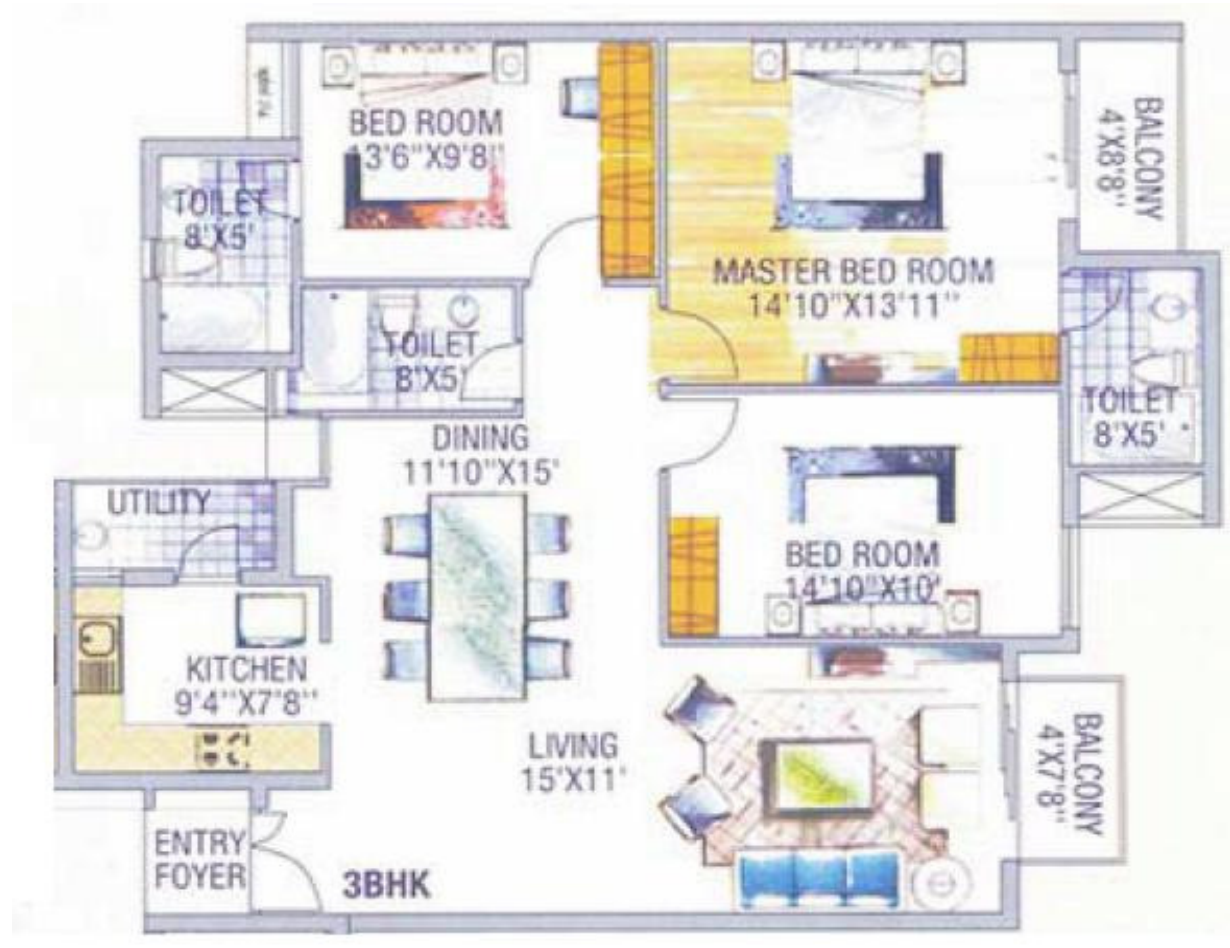 BED ROOM
13'6"X9'8"
MASTER BED ROOM
14'10"X13'11"
BALCONY
4'X8'8"
TOILET
8'X5'
TOILET
8'X5'
TOILET
8'X5'
DINING
11'10"X15'
UTILITY
BED ROOM
14'10"X10'
KITCHEN
9'4"X7'8"
LIVING
15'X11'
BALCONY
4'X7'8"
ENTRY
FOYER
3BHK